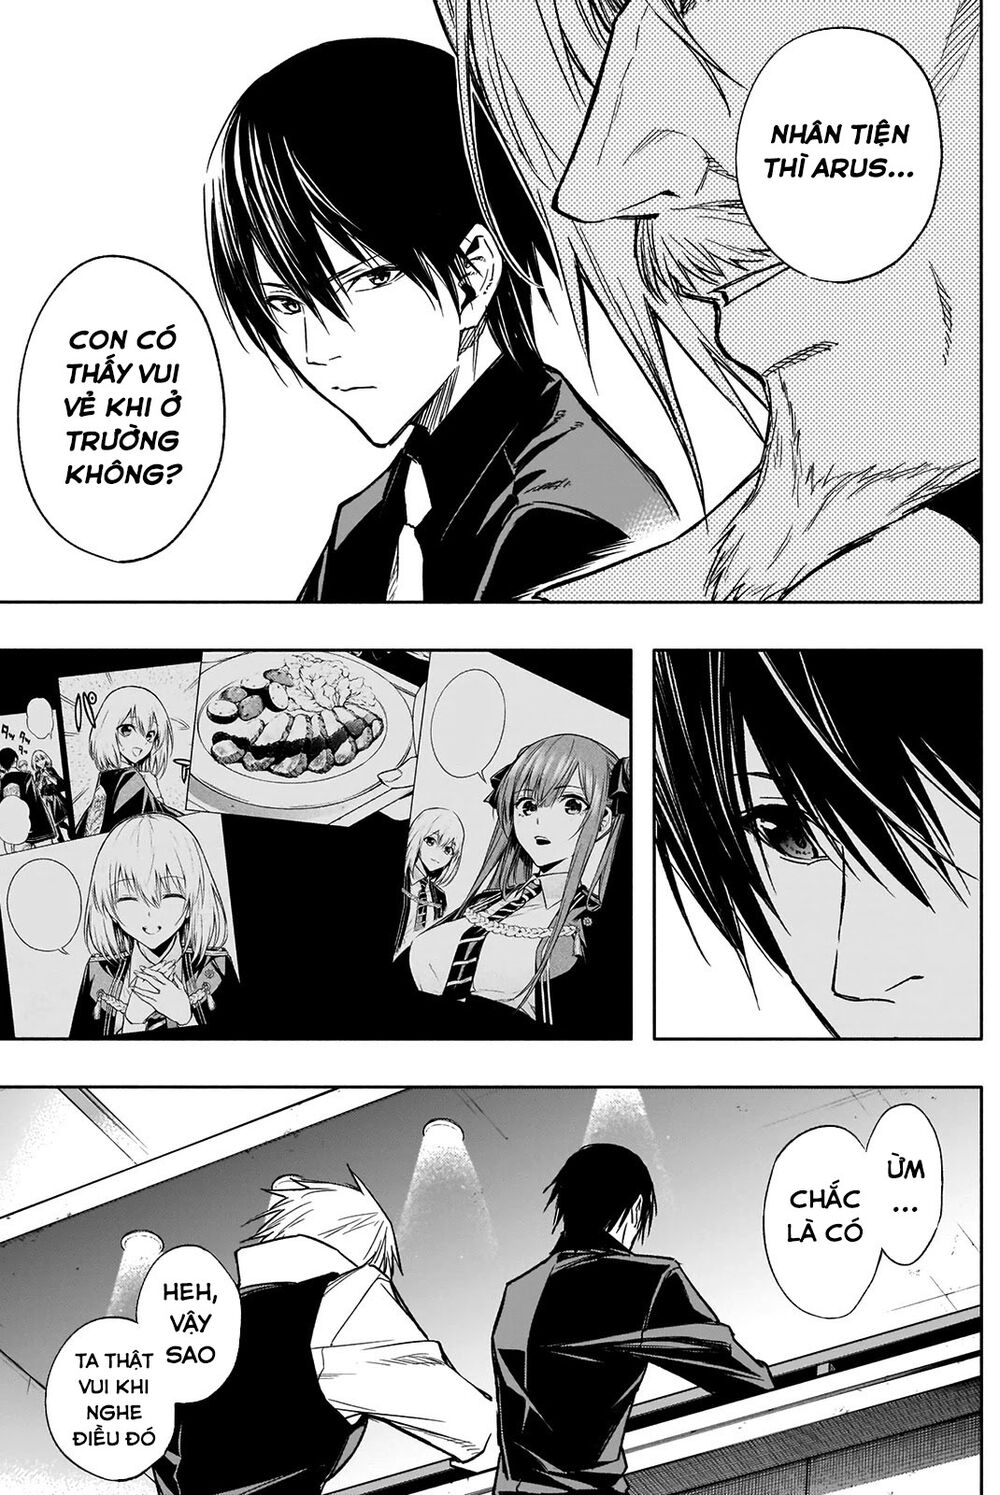 NHÂN TIỆN
THÌ ARUS...
CON CÓ
THẤY VUI
VẺ KHI Ở
TRƯỜNG
KHÔNG?
ỪM
...
CHẮC
LÀ CÓ
HEH,
VẬY
SAO
TA THẬT
VUI KHI
NGHE
ĐIỀU ĐÓ